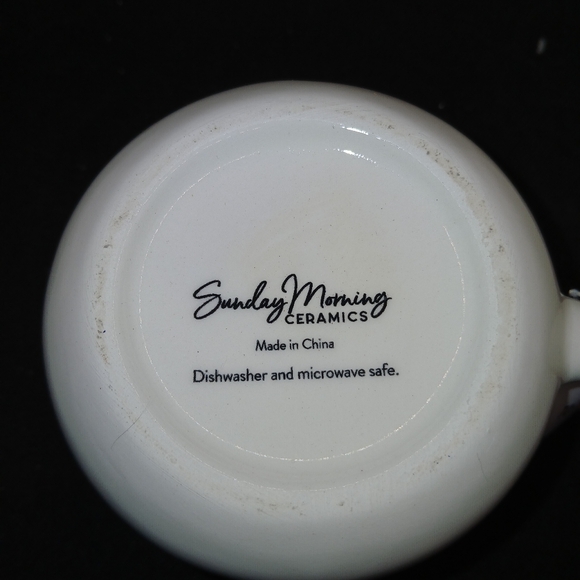 Sunday Morning
CERAMICS
Made in China
Dishwasher and microwave safe.